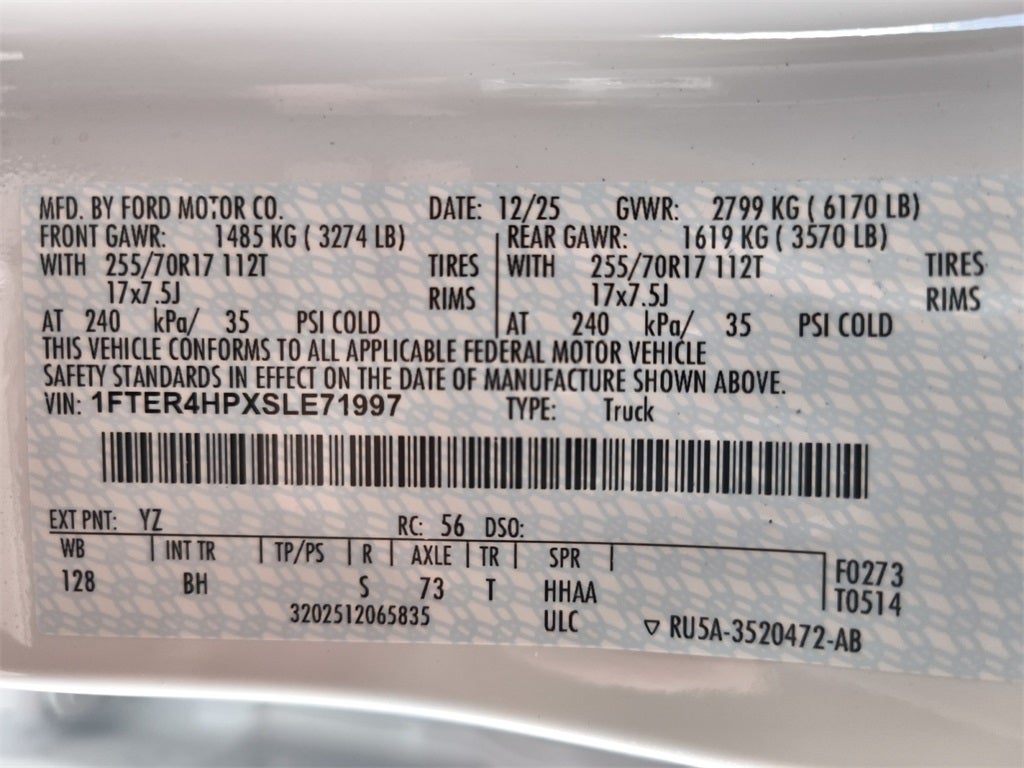 MFD. BY FORD MOTOR CO. DATE: 12/25 GVWR: 2799 KG ( 6170 LB)
FRONT GAWR: 1485 KG ( 3274 LB) REAR GAWR: 1619 KG ( 3570 LB)
WITH 255/70R17 112T TIRES WITH 255/70R17 112T TIRES
17x7.5J RIMS 17x7.5J RIMS
AT 240 kPa/ 35 PSI COLD AT 240 kPa/ 35 PSI COLD
THIS VEHICLE CONFORMS TO ALL APPLICABLE FEDERAL MOTOR VEHICLE
SAFETY STANDARDS IN EFFECT ON THE DATE OF MANUFACTURE SHOWN ABOVE.
VIN: 1FTER4HPXSLE71997 TYPE: Truck
EXT PNT: YZ RC: 56 DSO:
WB INT TR TP/PS R AXLE TR SPR F0273
128 BH S 73 T HHAA T0514
3202512065835 ULC ▽ RU5A-3520472-AB